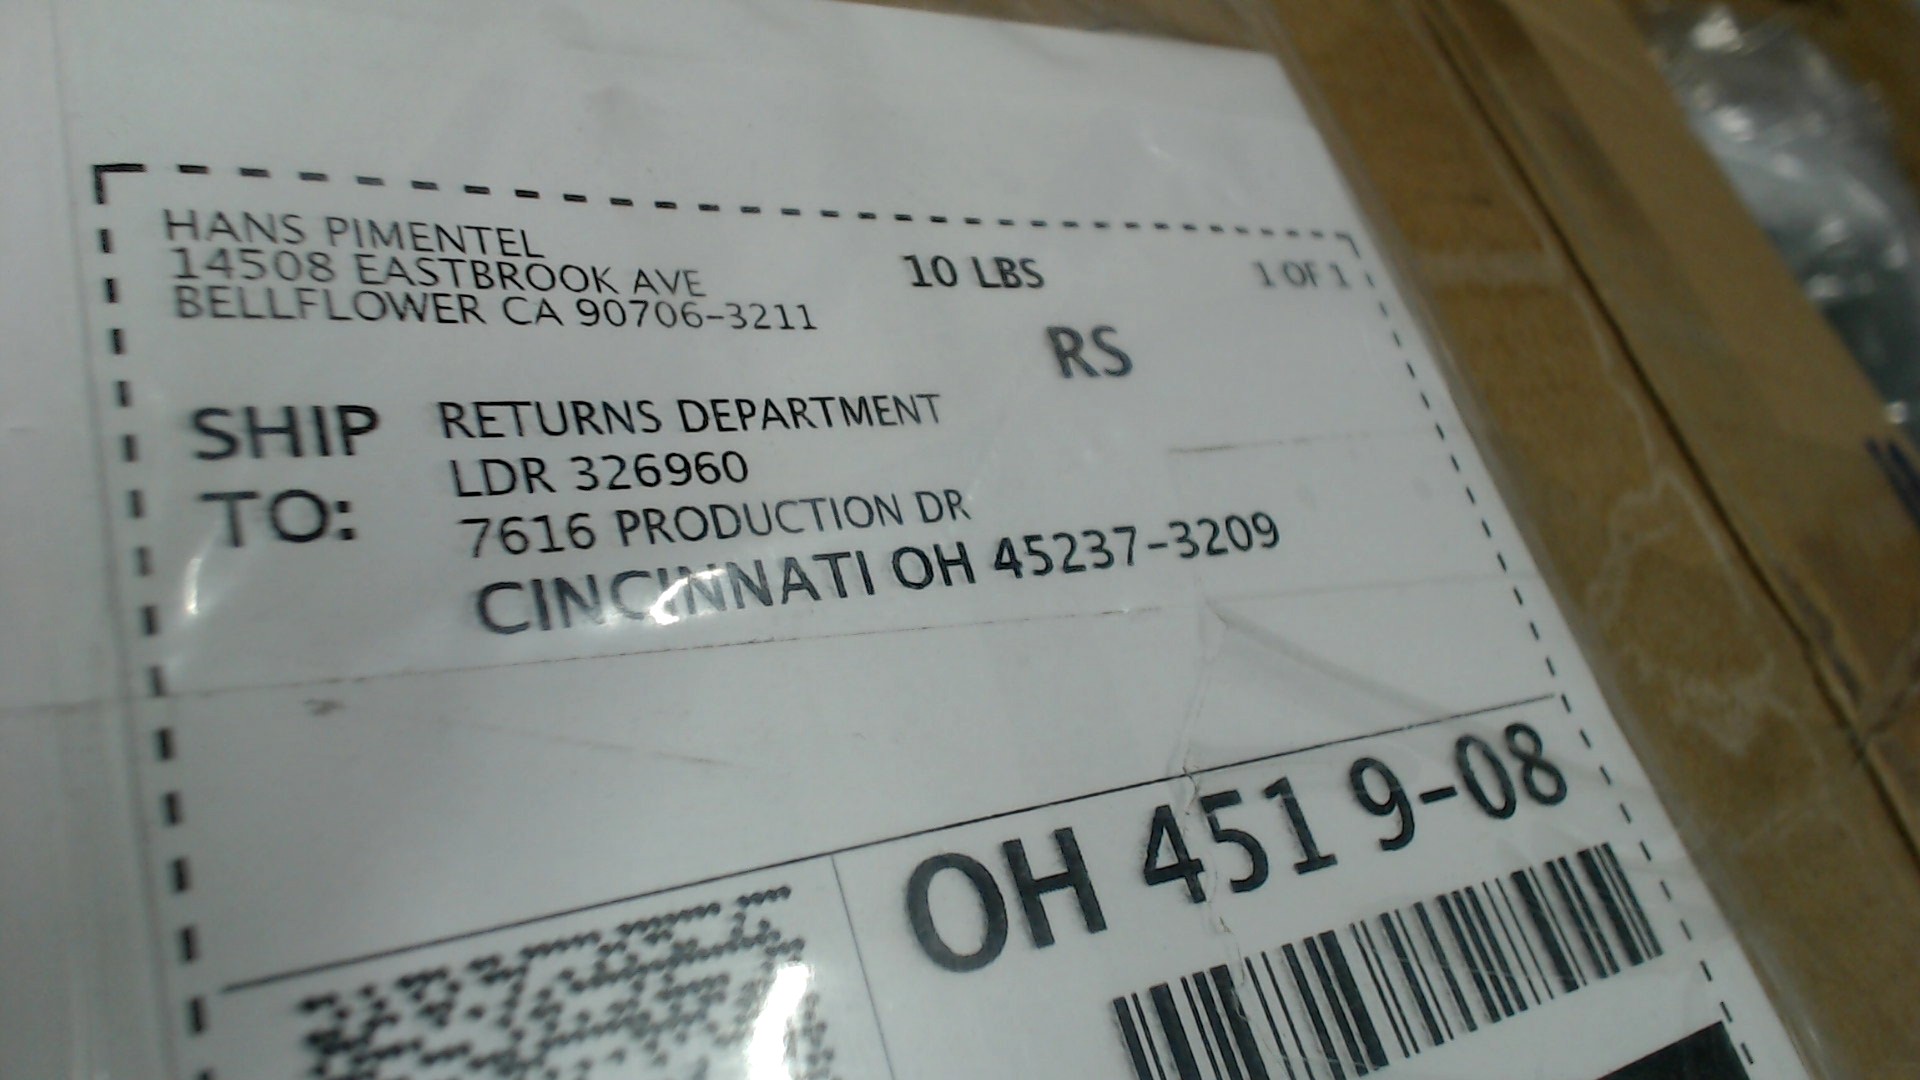 HANS PIMENTEL
14508 EASTBROOK AVE
BELLFLOWER CA 90706-3211
10 LBS
1 OF 1
RS
SHIP TO:
RETURNS DEPARTMENT
LDR 326960
7616 PRODUCTION DR
CINCINNATI OH 45237-3209
OH 451 9-08